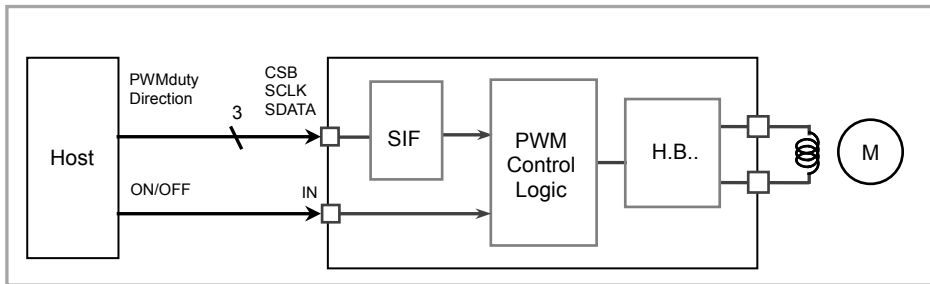 Host
PWMduty
Direction
3
CSB
SCLK
SDATA
ON/OFF
IN
SIF
PWM
Control
Logic
H.B..
M